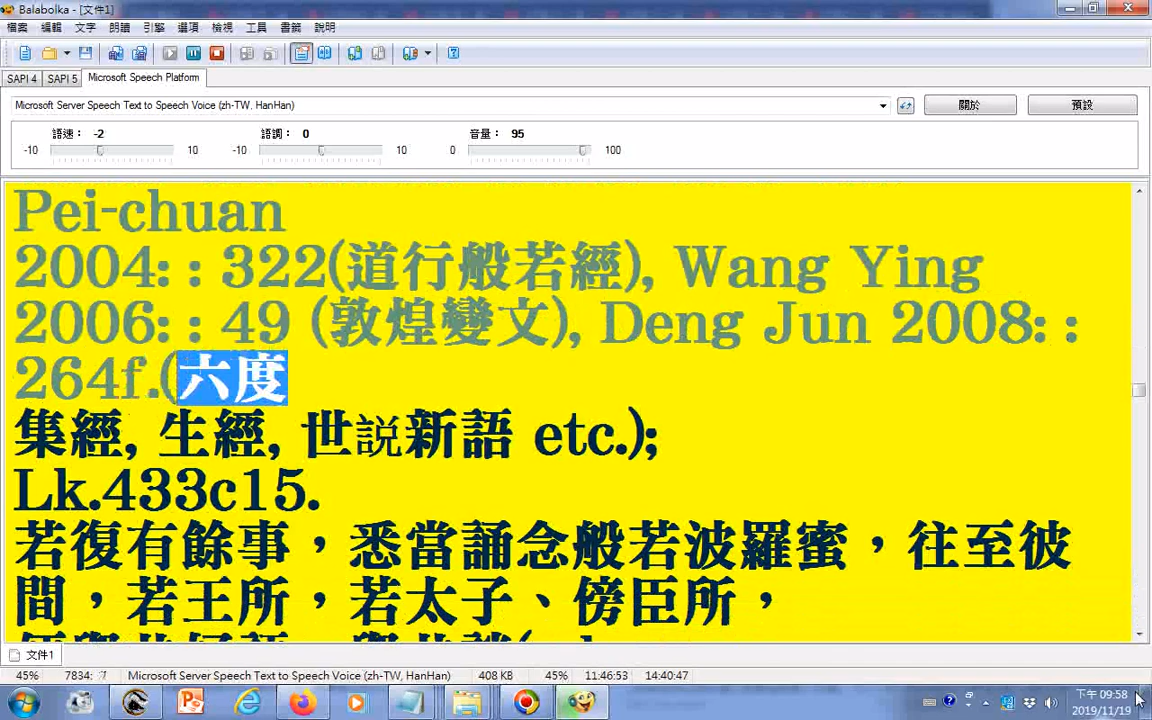 Balabolka - [文件1]
檔案 編輯 文字 朗讀 引擎 選項 檢視 工具 書籤 說明
SAPI 4 SAPI 5 Microsoft Speech Platform
Microsoft Server Speech Text to Speech Voice (zh-TW, HanHan)
關於 預設
語速： -2 語調： 0 音量： 95
-10 10 -10 10 0 100
Pei-chuan
2004: : 322(道行般若經), Wang Ying
2006: : 49 (敦煌變文), Deng Jun 2008: :
264f.(六度
集經, 生經, 世説新語 etc.);
Lk.433c15.
若復有餘事，悉當誦念般若波羅蜜，往至彼
間，若王所，若太子、傍臣所，
文件1
45% 7834: Microsoft Server Speech Text to Speech Voice (zh-TW, HanHan) 408 KB 45% 11:46:53 14:40:47
下午 09:58
2019/11/19